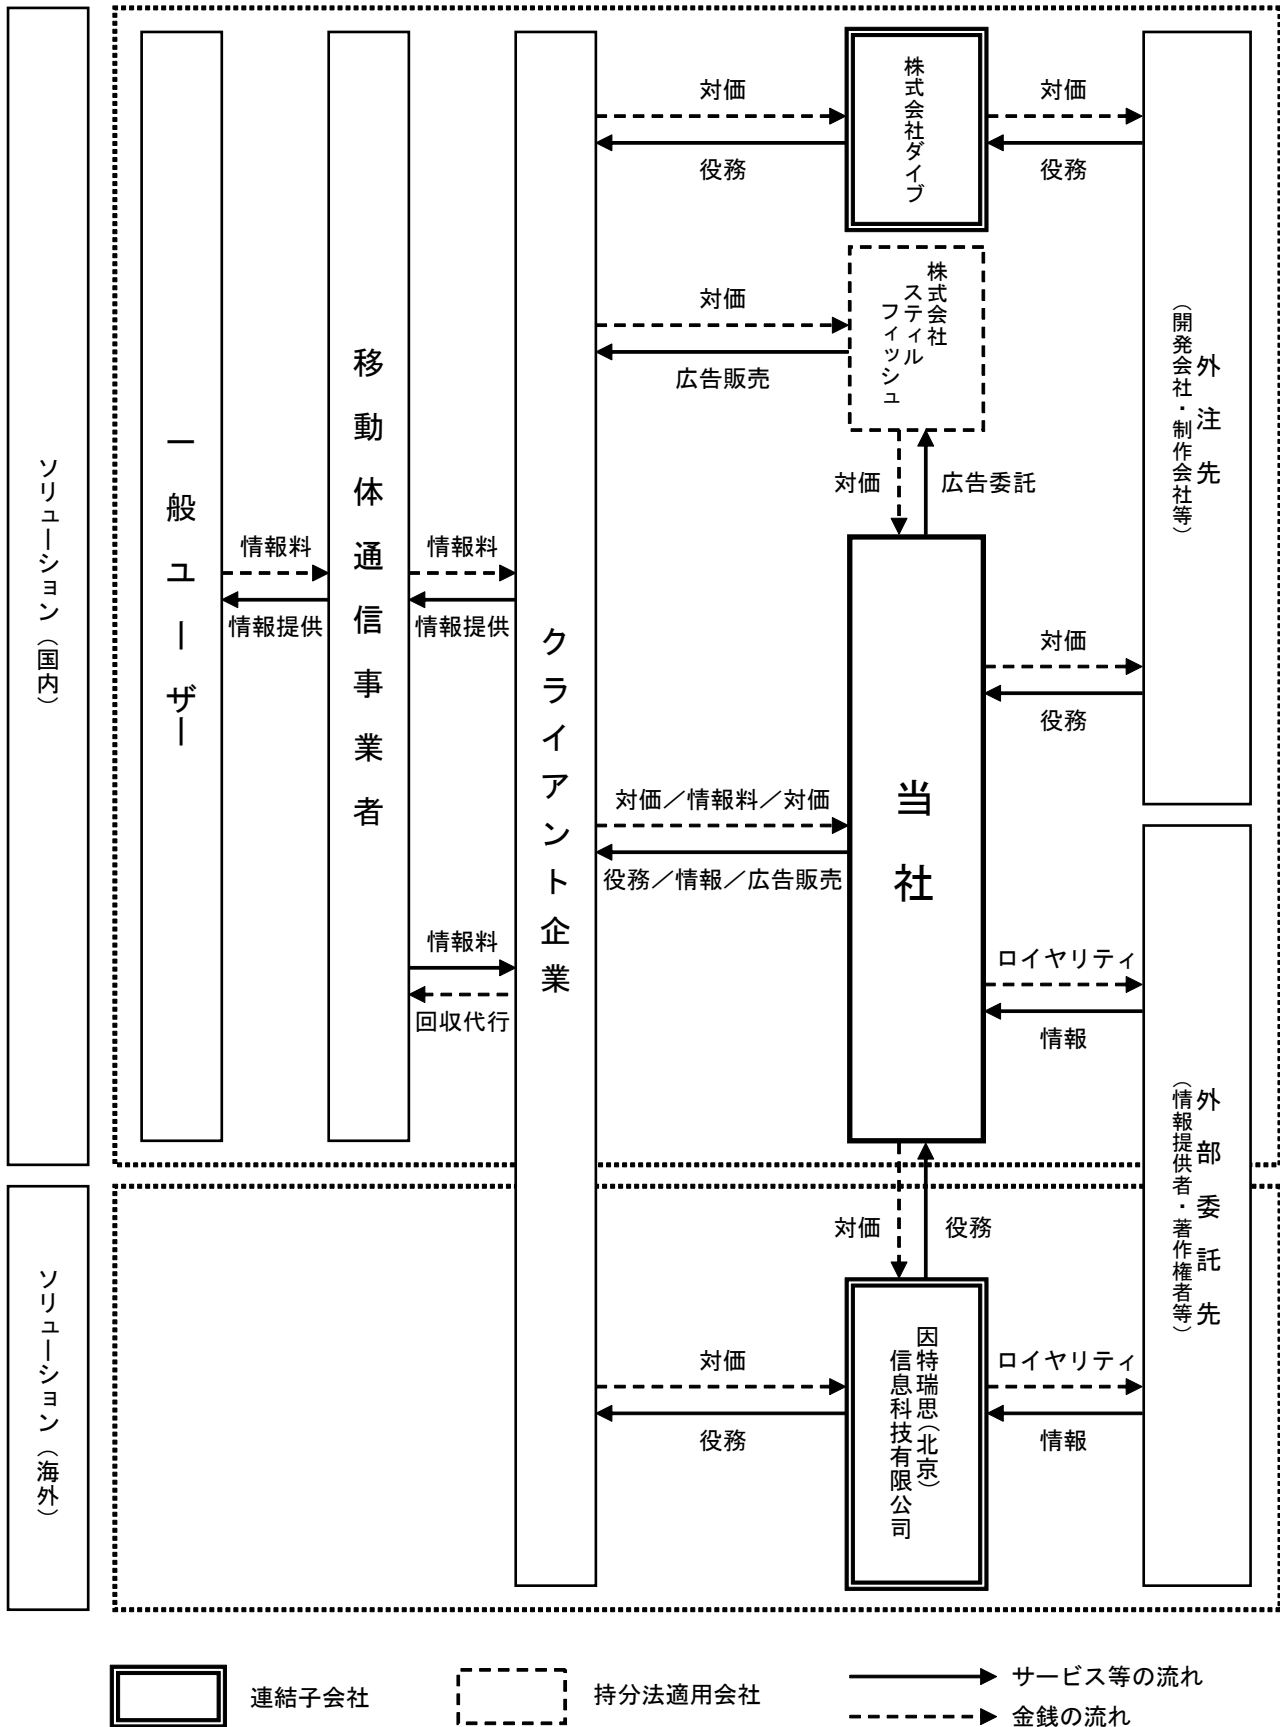 ソリューション（国内）
ソリューション（海外）
一般ユーザー
情報料
情報提供
移動体通信事業者
情報料
情報提供
情報料
回収代行
クライアント企業
対価
役務
株式会社ダイブ
対価
役務
対価
広告販売
株式会社
スティル
フィッシュ
対価
広告委託
対価／情報料／対価
役務／情報／広告販売
当社
対価
役務
ロイヤリティ
情報
外注先
（開発会社・制作会社等）
外部委託先
（情報提供者・著作権者等）
対価
役務
対価
役務
因特瑞思（北京）
信息科技有限公司
ロイヤリティ
情報
連結子会社
持分法適用会社
サービス等の流れ
金銭の流れ